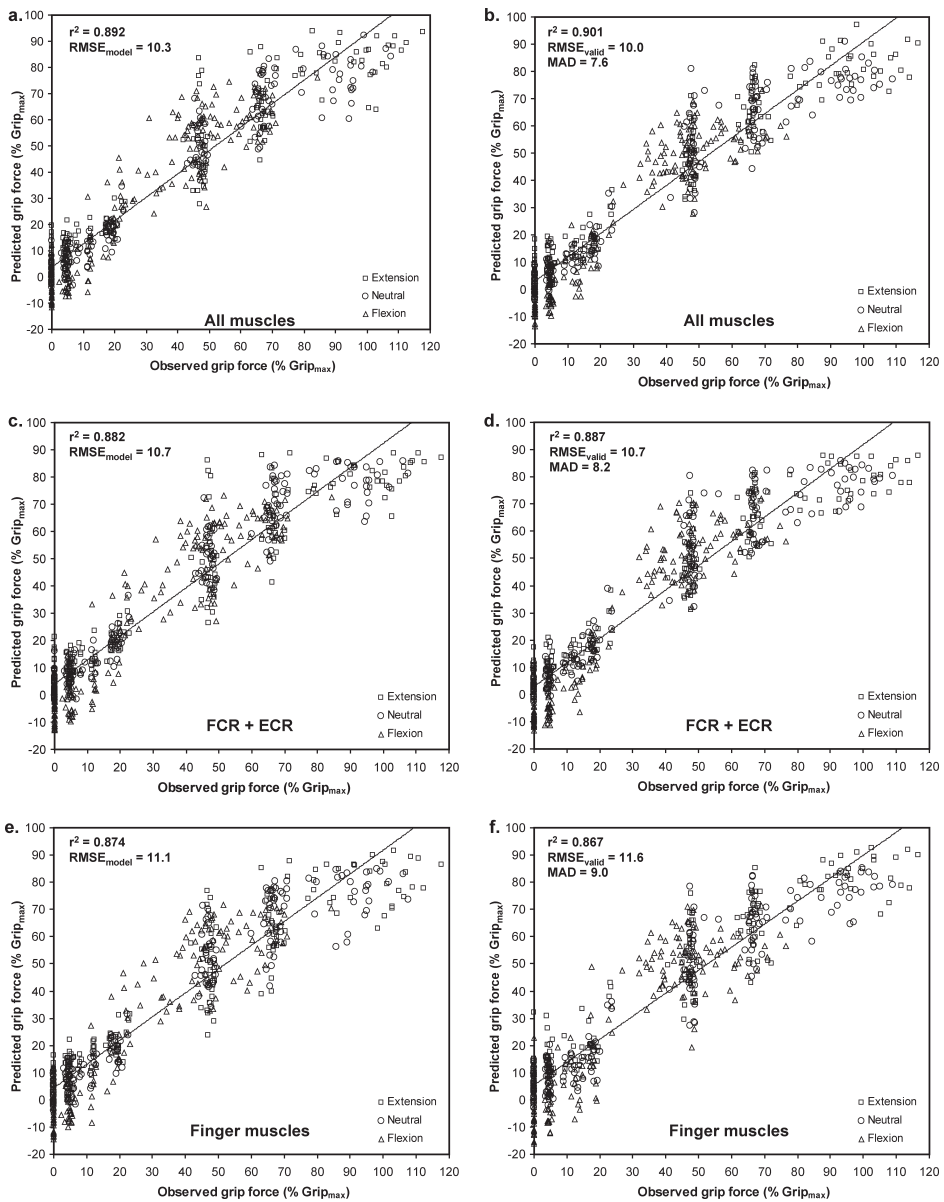 a.
r² = 0.892
RMSEmodel = 10.3
Predicted grip force (% Gripmax)
100
90
80
70
60
50
40
30
20
10
0
-10
-20
Extension
Neutral
Flexion
All muscles
0 10 20 30 40 50 60 70 80 90 100 110 120
Observed grip force (% Gripmax)
b.
r² = 0.901
RMSEvalid = 10.0
MAD = 7.6
Predicted grip force (% Gripmax)
100
90
80
70
60
50
40
30
20
10
0
-10
-20
Extension
Neutral
Flexion
All muscles
0 10 20 30 40 50 60 70 80 90 100 110 120
Observed grip force (% Gripmax)
c.
r² = 0.882
RMSEmodel = 10.7
Predicted grip force (% Gripmax)
100
90
80
70
60
50
40
30
20
10
0
-10
-20
Extension
Neutral
Flexion
FCR + ECR
0 10 20 30 40 50 60 70 80 90 100 110 120
Observed grip force (% Gripmax)
d.
r² = 0.887
RMSEvalid = 10.7
MAD = 8.2
Predicted grip force (% Gripmax)
100
90
80
70
60
50
40
30
20
10
0
-10
-20
Extension
Neutral
Flexion
FCR + ECR
0 10 20 30 40 50 60 70 80 90 100 110 120
Observed grip force (% Gripmax)
e.
r² = 0.874
RMSEmodel = 11.1
Predicted grip force (% Gripmax)
100
90
80
70
60
50
40
30
20
10
0
-10
-20
Extension
Neutral
Flexion
Finger muscles
0 10 20 30 40 50 60 70 80 90 100 110 120
Observed grip force (% Gripmax)
f.
r² = 0.867
RMSEvalid = 11.6
MAD = 9.0
Predicted grip force (% Gripmax)
100
90
80
70
60
50
40
30
20
10
0
-10
-20
Extension
Neutral
Flexion
Finger muscles
0 10 20 30 40 50 60 70 80 90 100 110 120
Observed grip force (% Gripmax)